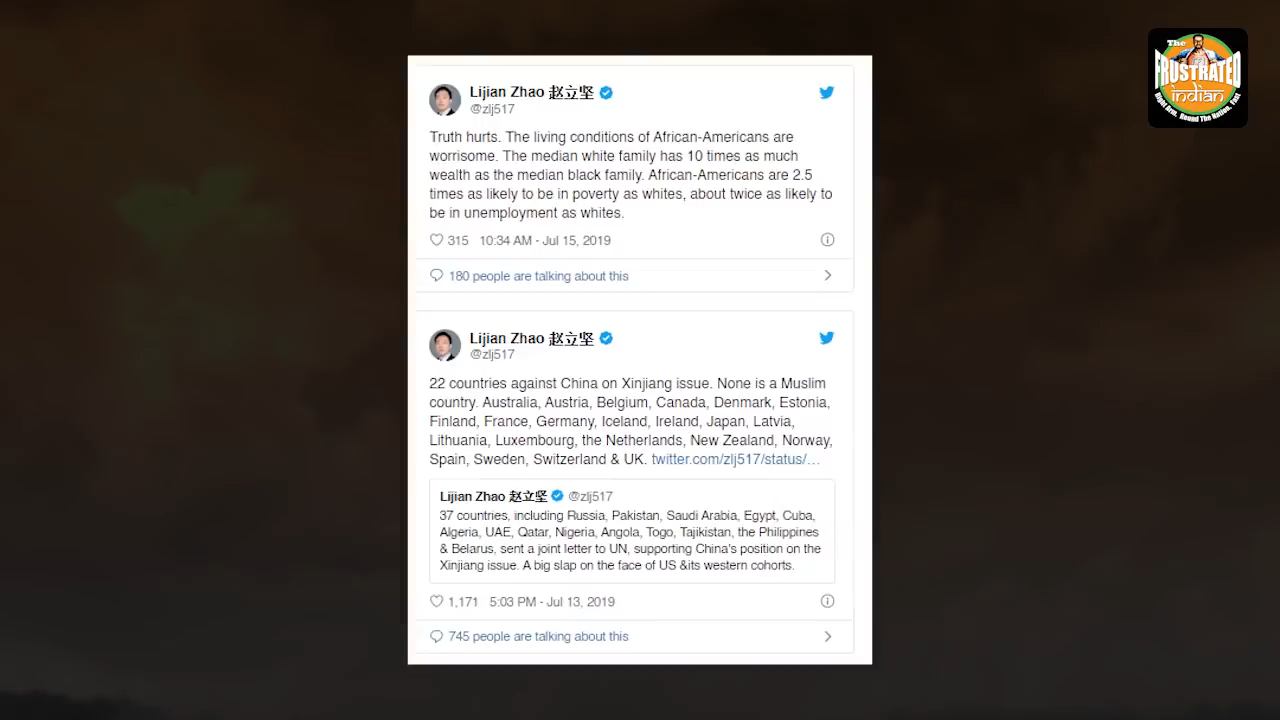 The
FRUSTRATED
indian
Right Arm. Round The Nation. Fast
Lijian Zhao 赵立坚
@zlj517
Truth hurts. The living conditions of African-Americans are
worrisome. The median white family has 10 times as much
wealth as the median black family. African-Americans are 2.5
times as likely to be in poverty as whites, about twice as likely to
be in unemployment as whites.
315 10:34 AM - Jul 15, 2019
180 people are talking about this
Lijian Zhao 赵立坚
@zlj517
22 countries against China on Xinjiang issue. None is a Muslim
country. Australia, Austria, Belgium, Canada, Denmark, Estonia,
Finland, France, Germany, Iceland, Ireland, Japan, Latvia,
Lithuania, Luxembourg, the Netherlands, New Zealand, Norway,
Spain, Sweden, Switzerland & UK. twitter.com/zlj517/status/…
Lijian Zhao 赵立坚 @zlj517
37 countries, including Russia, Pakistan, Saudi Arabia, Egypt, Cuba,
Algeria, UAE, Qatar, Nigeria, Angola, Togo, Tajikistan, the Philippines
& Belarus, sent a joint letter to UN, supporting China's position on the
Xinjiang issue. A big slap on the face of US &its western cohorts.
1,171 5:03 PM - Jul 13, 2019
745 people are talking about this